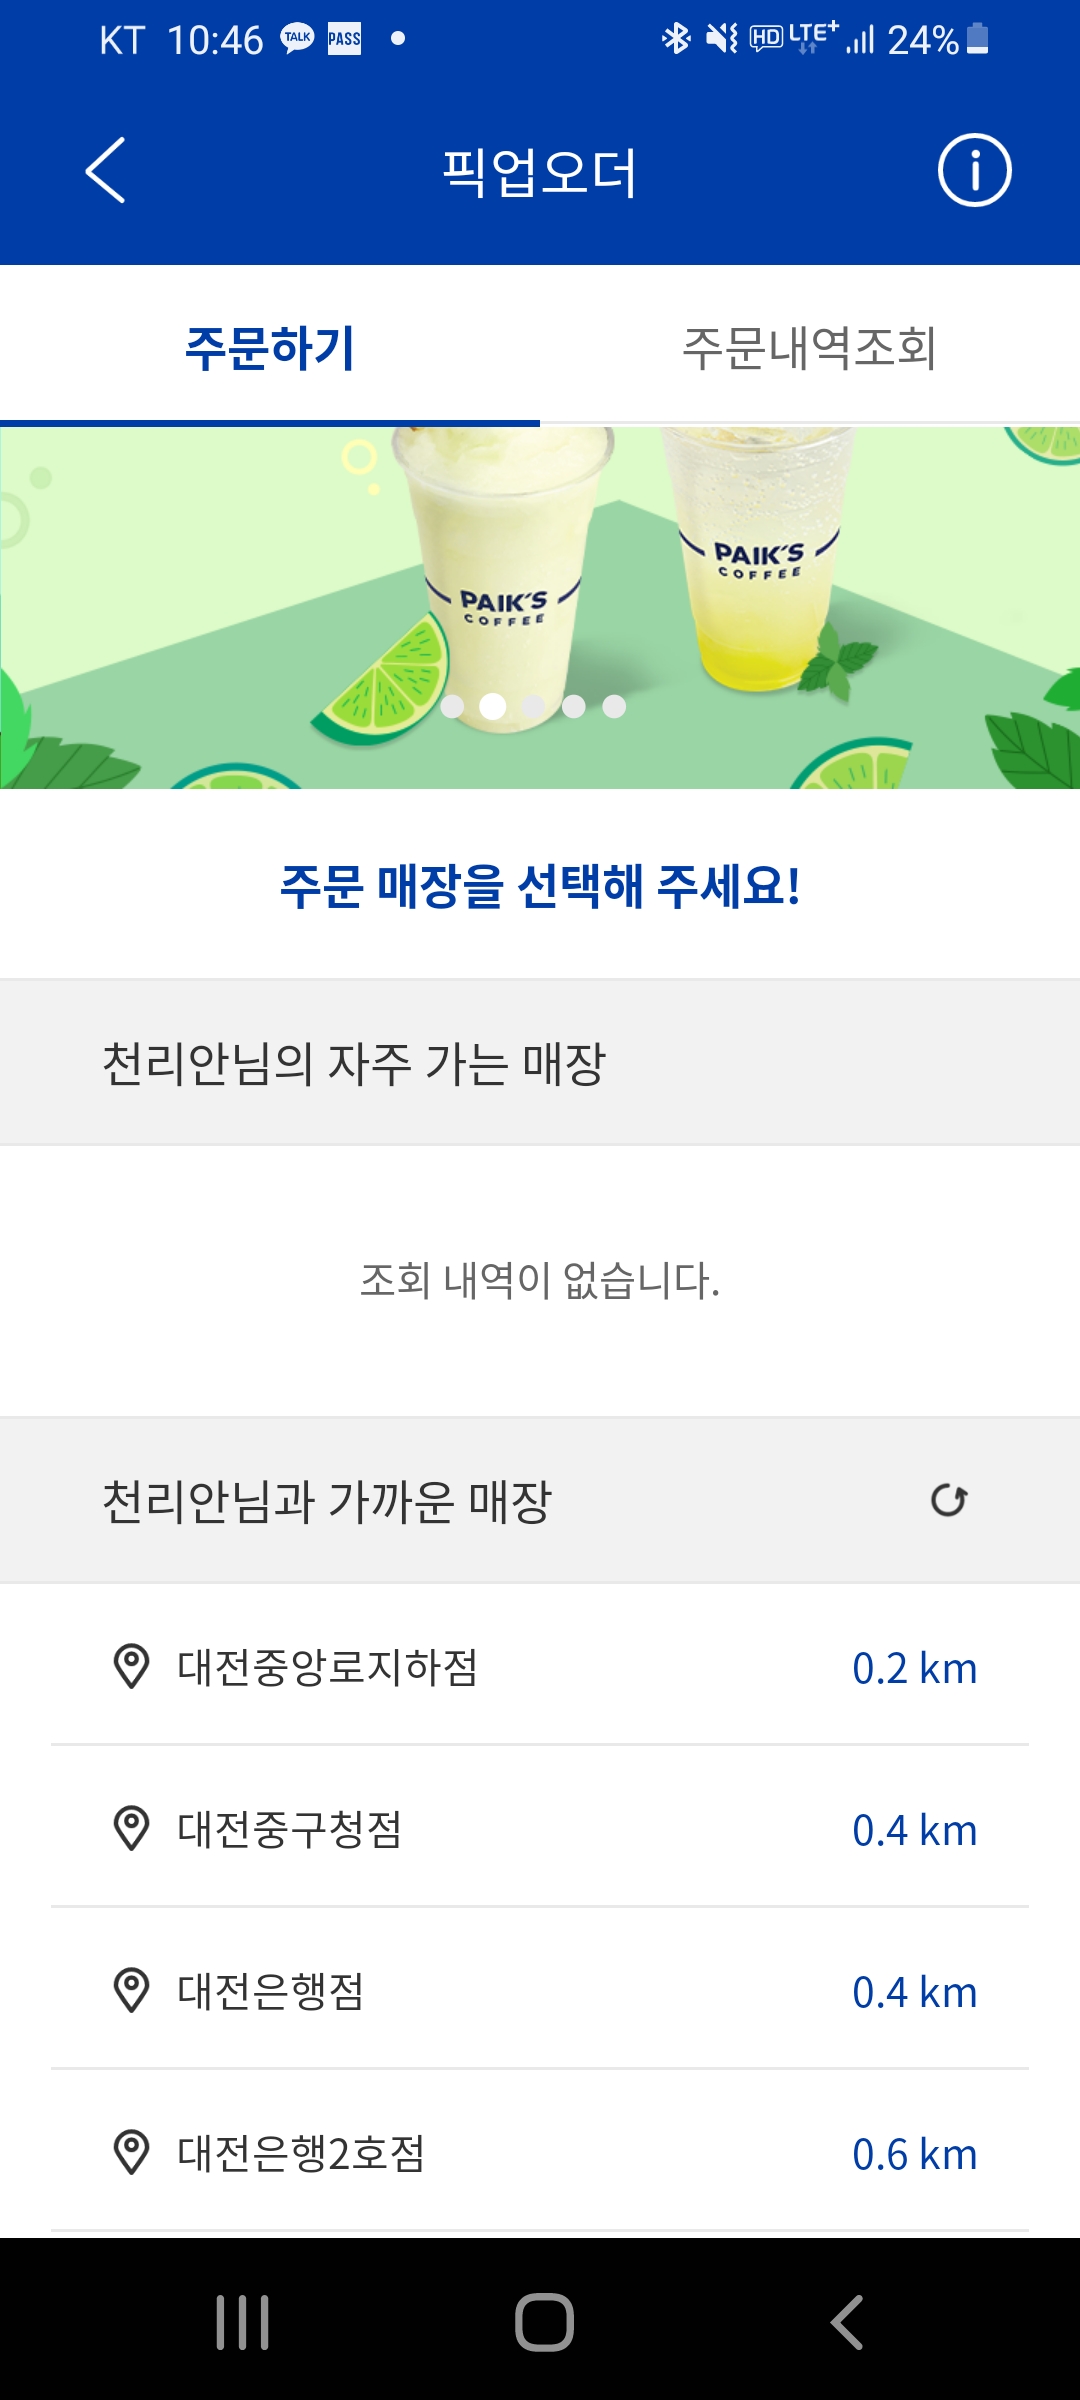 KT 10:46 TALK PASS HD LTE+ 24%
픽업오더
주문하기 주문내역조회
PAIK'S
COFFEE
PAIK'S
COFFEE
주문 매장을 선택해 주세요!
천리안님의 자주 가는 매장
조회 내역이 없습니다.
천리안님과 가까운 매장
대전중앙로지하점 0.2 km
대전중구청점 0.4 km
대전은행점 0.4 km
대전은행2호점 0.6 km